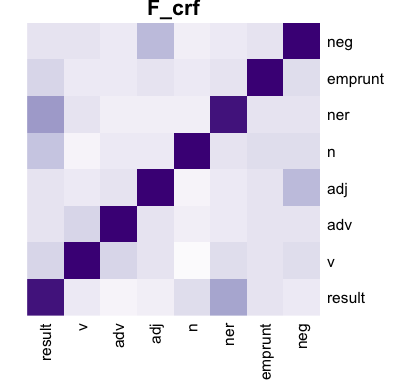 F_crf
neg
emprunt
ner
n
adj
adv
v
result
result
v
adv
adj
n
ner
emprunt
neg